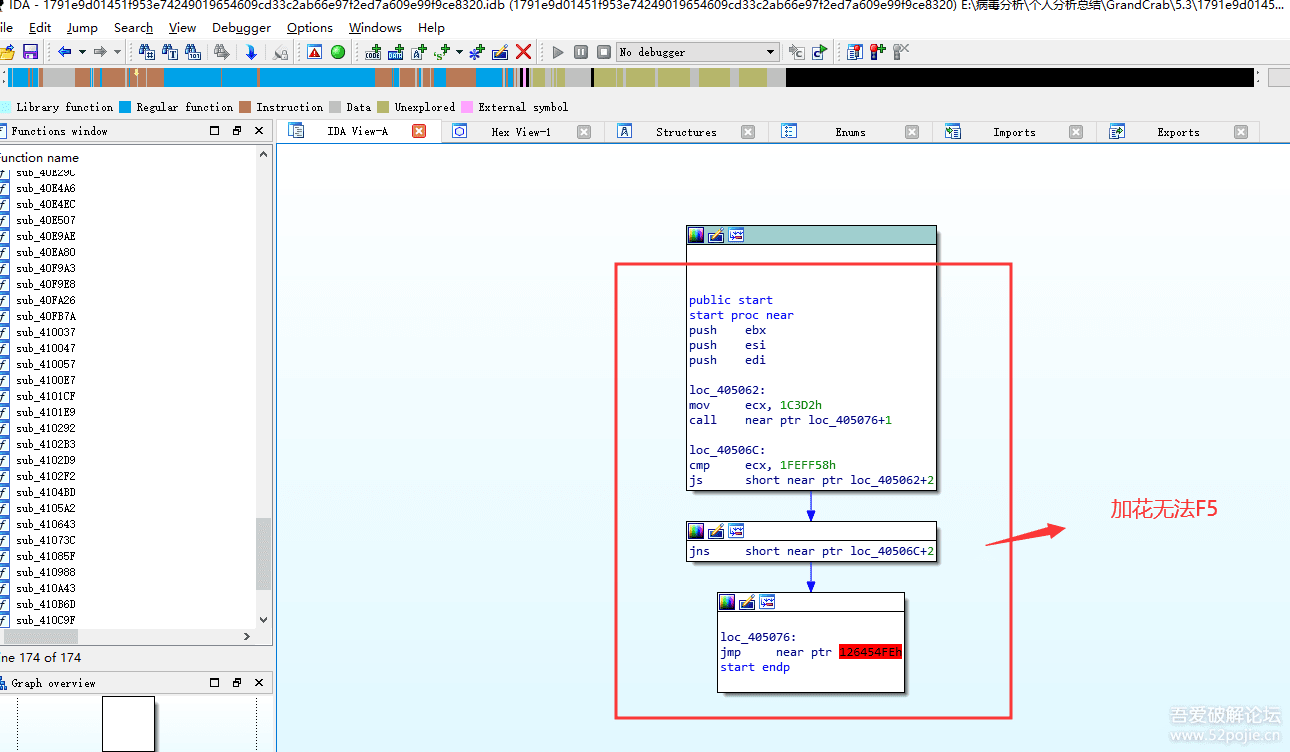 IDA - 1791e9d01451f953e74249019654609cd33c2ab66e97f2ed7a609e99f9ce8320.idb (1791e9d01451f953e74249019654609cd33c2ab66e97f2ed7a609e99f9ce8320) E:\病毒分析\个人分析总结\GrandCrab\5.3\1791e9d0145...
ile Edit Jump Search View Debugger Options Windows Help
No debugger
Library function Regular function Instruction Data Unexplored External symbol
Functions window
IDA View-A Hex View-1 Structures Enums Imports Exports
unction name
sub_40E29C
sub_40E4A6
sub_40E4EC
sub_40E507
sub_40E9AE
sub_40EA80
sub_40F9A3
sub_40F9E8
sub_40FA26
sub_40FB7A
sub_410037
sub_410047
sub_410057
sub_4100E7
sub_4101CF
sub_4101E9
sub_410292
sub_4102B3
sub_4102D9
sub_4102F2
sub_4104BD
sub_4105A2
sub_410643
sub_41073C
sub_41085F
sub_410988
sub_410A43
sub_410B6D
sub_410C9F
ine 174 of 174
Graph overview
public start
start proc near
push ebx
push esi
push edi
loc_405062:
mov ecx, 1C3D2h
call near ptr loc_405076+1
loc_40506C:
cmp ecx, 1FEFF58h
js short near ptr loc_405062+2
jns short near ptr loc_40506C+2
loc_405076:
jmp near ptr 126454FEh
start endp
加花无法F5
吾爱破解论坛
www.52pojie.cn